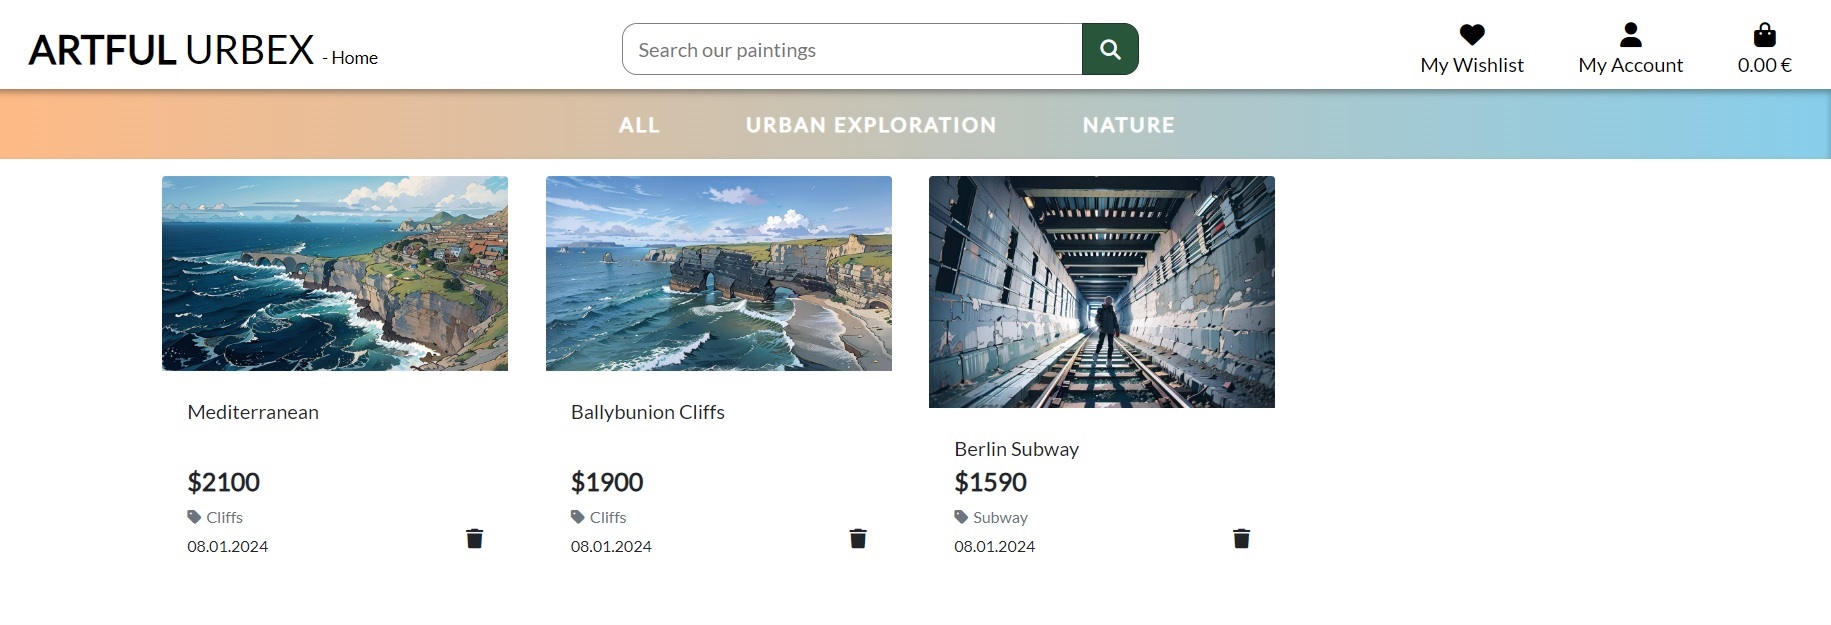 ARTFUL URBEX - Home
Search our paintings
My Wishlist
My Account
0.00 €
ALL
URBAN EXPLORATION
NATURE
Mediterranean
$2100
Cliffs
08.01.2024
Ballybunion Cliffs
$1900
Cliffs
08.01.2024
Berlin Subway
$1590
Subway
08.01.2024